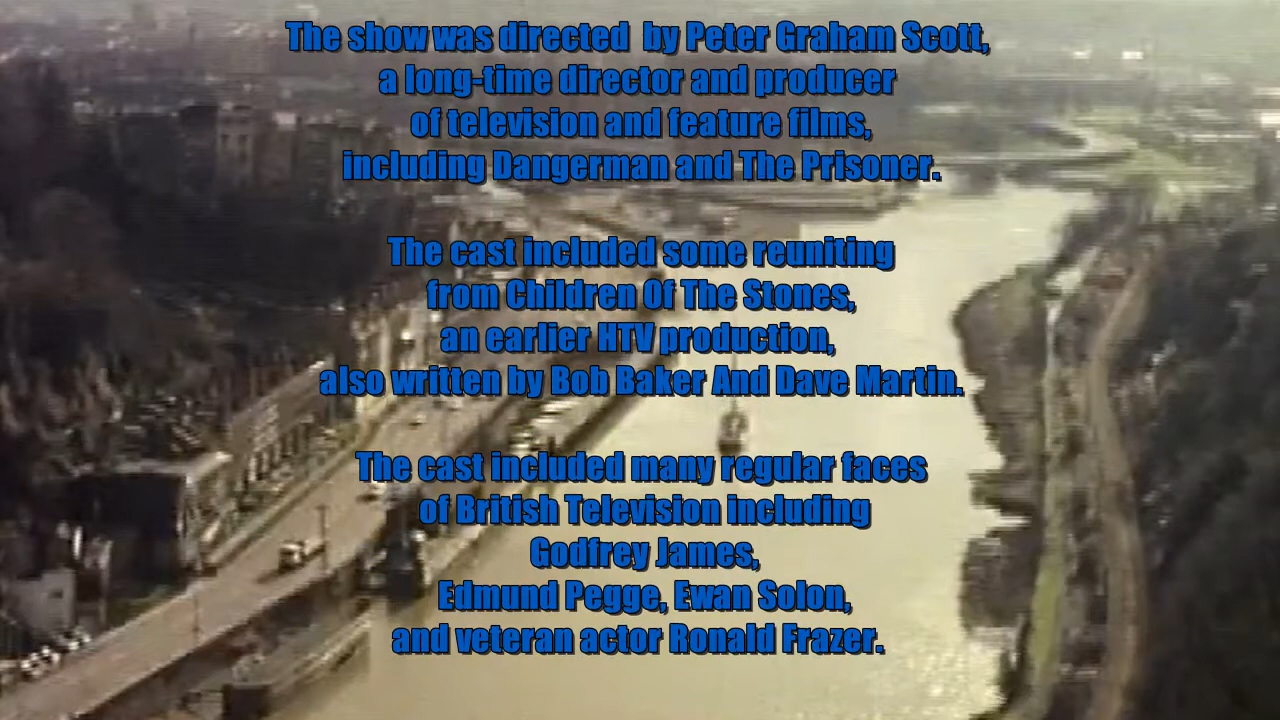 The show was directed  by Peter Graham Scott,
a long-time director and producer
of television and feature films,
including Dangerman and The Prisoner.
The cast included some reuniting
from Children Of The Stones,
an earlier HTV production,
also written by Bob Baker And Dave Martin.
The cast included many regular faces
of British Television including
Godfrey James,
Edmund Pegge, Ewan Solon,
and veteran actor Ronald Frazer.